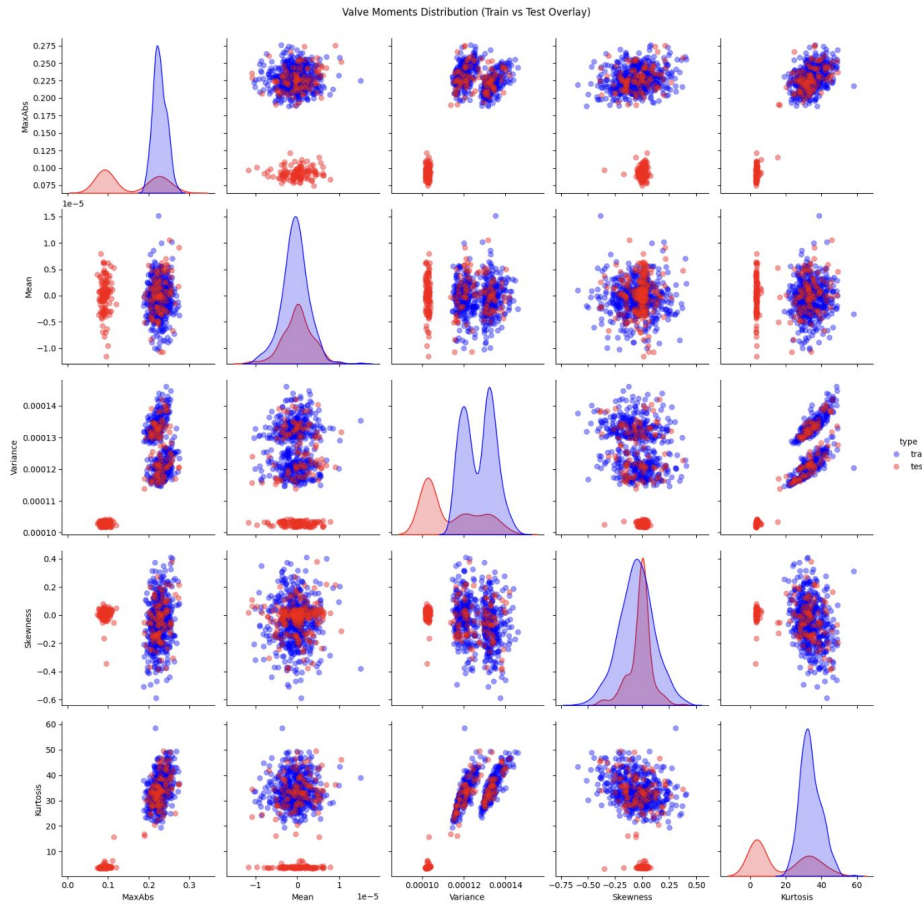 Valve Moments Distribution (Train vs Test Overlay)
0.275
0.250
0.225
0.200
0.175
0.150
0.125
0.100
0.075
MaxAbs
1e−5
1.5
1.0
0.5
0.0
−0.5
−1.0
Mean
0.00014
0.00013
0.00012
0.00011
0.00010
Variance
type
tra
tes
0.4
0.2
0.0
−0.2
−0.4
−0.6
Skewness
60
50
40
30
20
10
Kurtosis
0.0 0.1 0.2 0.3
MaxAbs
−1 0 1
1e−5
Mean
0.00010 0.00012 0.00014
Variance
−0.75 −0.50 −0.25 0.00 0.25 0.50
Skewness
0 20 40 60
Kurtosis